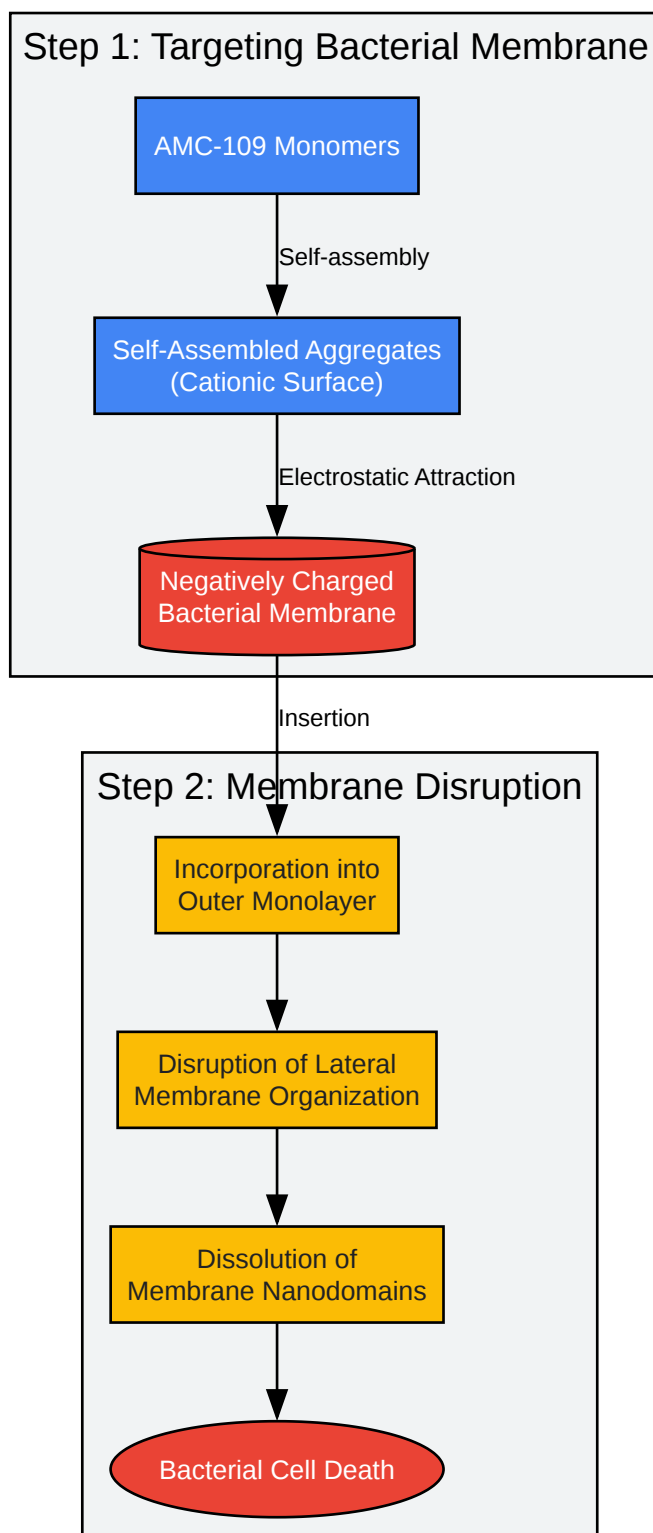 Step 1: Targeting Bacterial Membrane
AMC-109 Monomers
Self-assembly
Self-Assembled Aggregates
(Cationic Surface)
Electrostatic Attraction
Negatively Charged
Bacterial Membrane
Insertion
Step 2: Membrane Disruption
Incorporation into
Outer Monolayer
Disruption of Lateral
Membrane Organization
Dissolution of
Membrane Nanodomains
Bacterial Cell Death